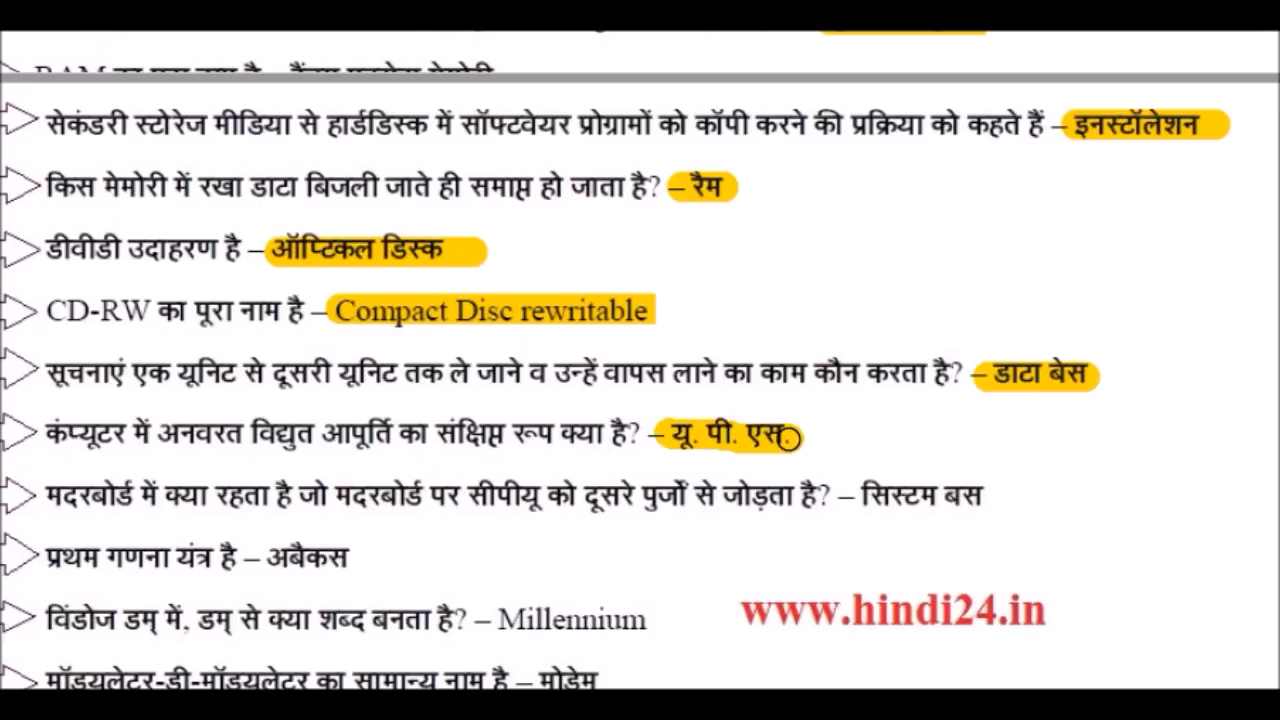 सेकंडरी स्टोरेज मीडिया से हार्डडिस्क में सॉफ्टवेयर प्रोग्रामों को कॉपी करने की प्रक्रिया को कहते हैं – इनस्टॉलेशन
किस मेमोरी में रखा डाटा बिजली जाते ही समाप्त हो जाता है? – रैम
डीवीडी उदाहरण है – ऑप्टिकल डिस्क
CD-RW का पूरा नाम है – Compact Disc rewritable
सूचनाएं एक यूनिट से दूसरी यूनिट तक ले जाने व उन्हें वापस लाने का काम कौन करता है? – डाटा बेस
कंप्यूटर में अनवरत विद्युत आपूर्ति का संक्षिप्त रूप क्या है? – यू. पी. एस.
मदरबोर्ड में क्या रहता है जो मदरबोर्ड पर सीपीयू को दूसरे पुर्जों से जोड़ता है? – सिस्टम बस
प्रथम गणना यंत्र है – अबैकस
विंडोज डम् में, डम् से क्या शब्द बनता है? – Millennium
www.hindi24.in
मॉड्यूलेटर-डी-मॉड्यूलेटर का सामान्य नाम है – मोडेम